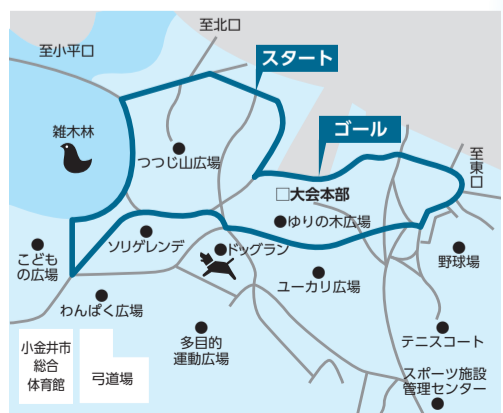 至北口
至小平口
スタート
ゴール
雑木林
つつじ山広場
至東口
□大会本部
ゆりの木広場
こども
の広場
ソリゲレンデ
ドッグラン
野球場
ユーカリ広場
わんぱく広場
多目的
運動広場
テニスコート
小金井市
総合
体育館
弓道場
スポーツ施設
管理センター